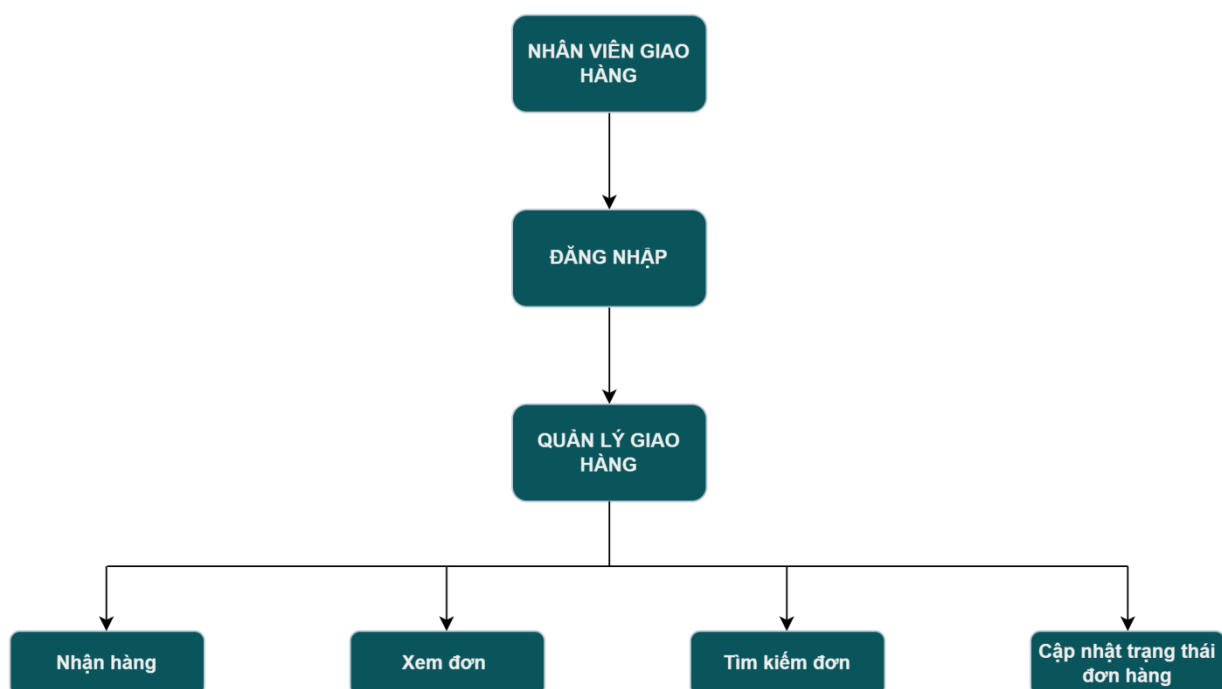 NHÂN VIÊN GIAO
HÀNG
ĐĂNG NHẬP
QUẢN LÝ GIAO
HÀNG
Nhận hàng
Xem đơn
Tìm kiếm đơn
Cập nhật trạng thái
đơn hàng